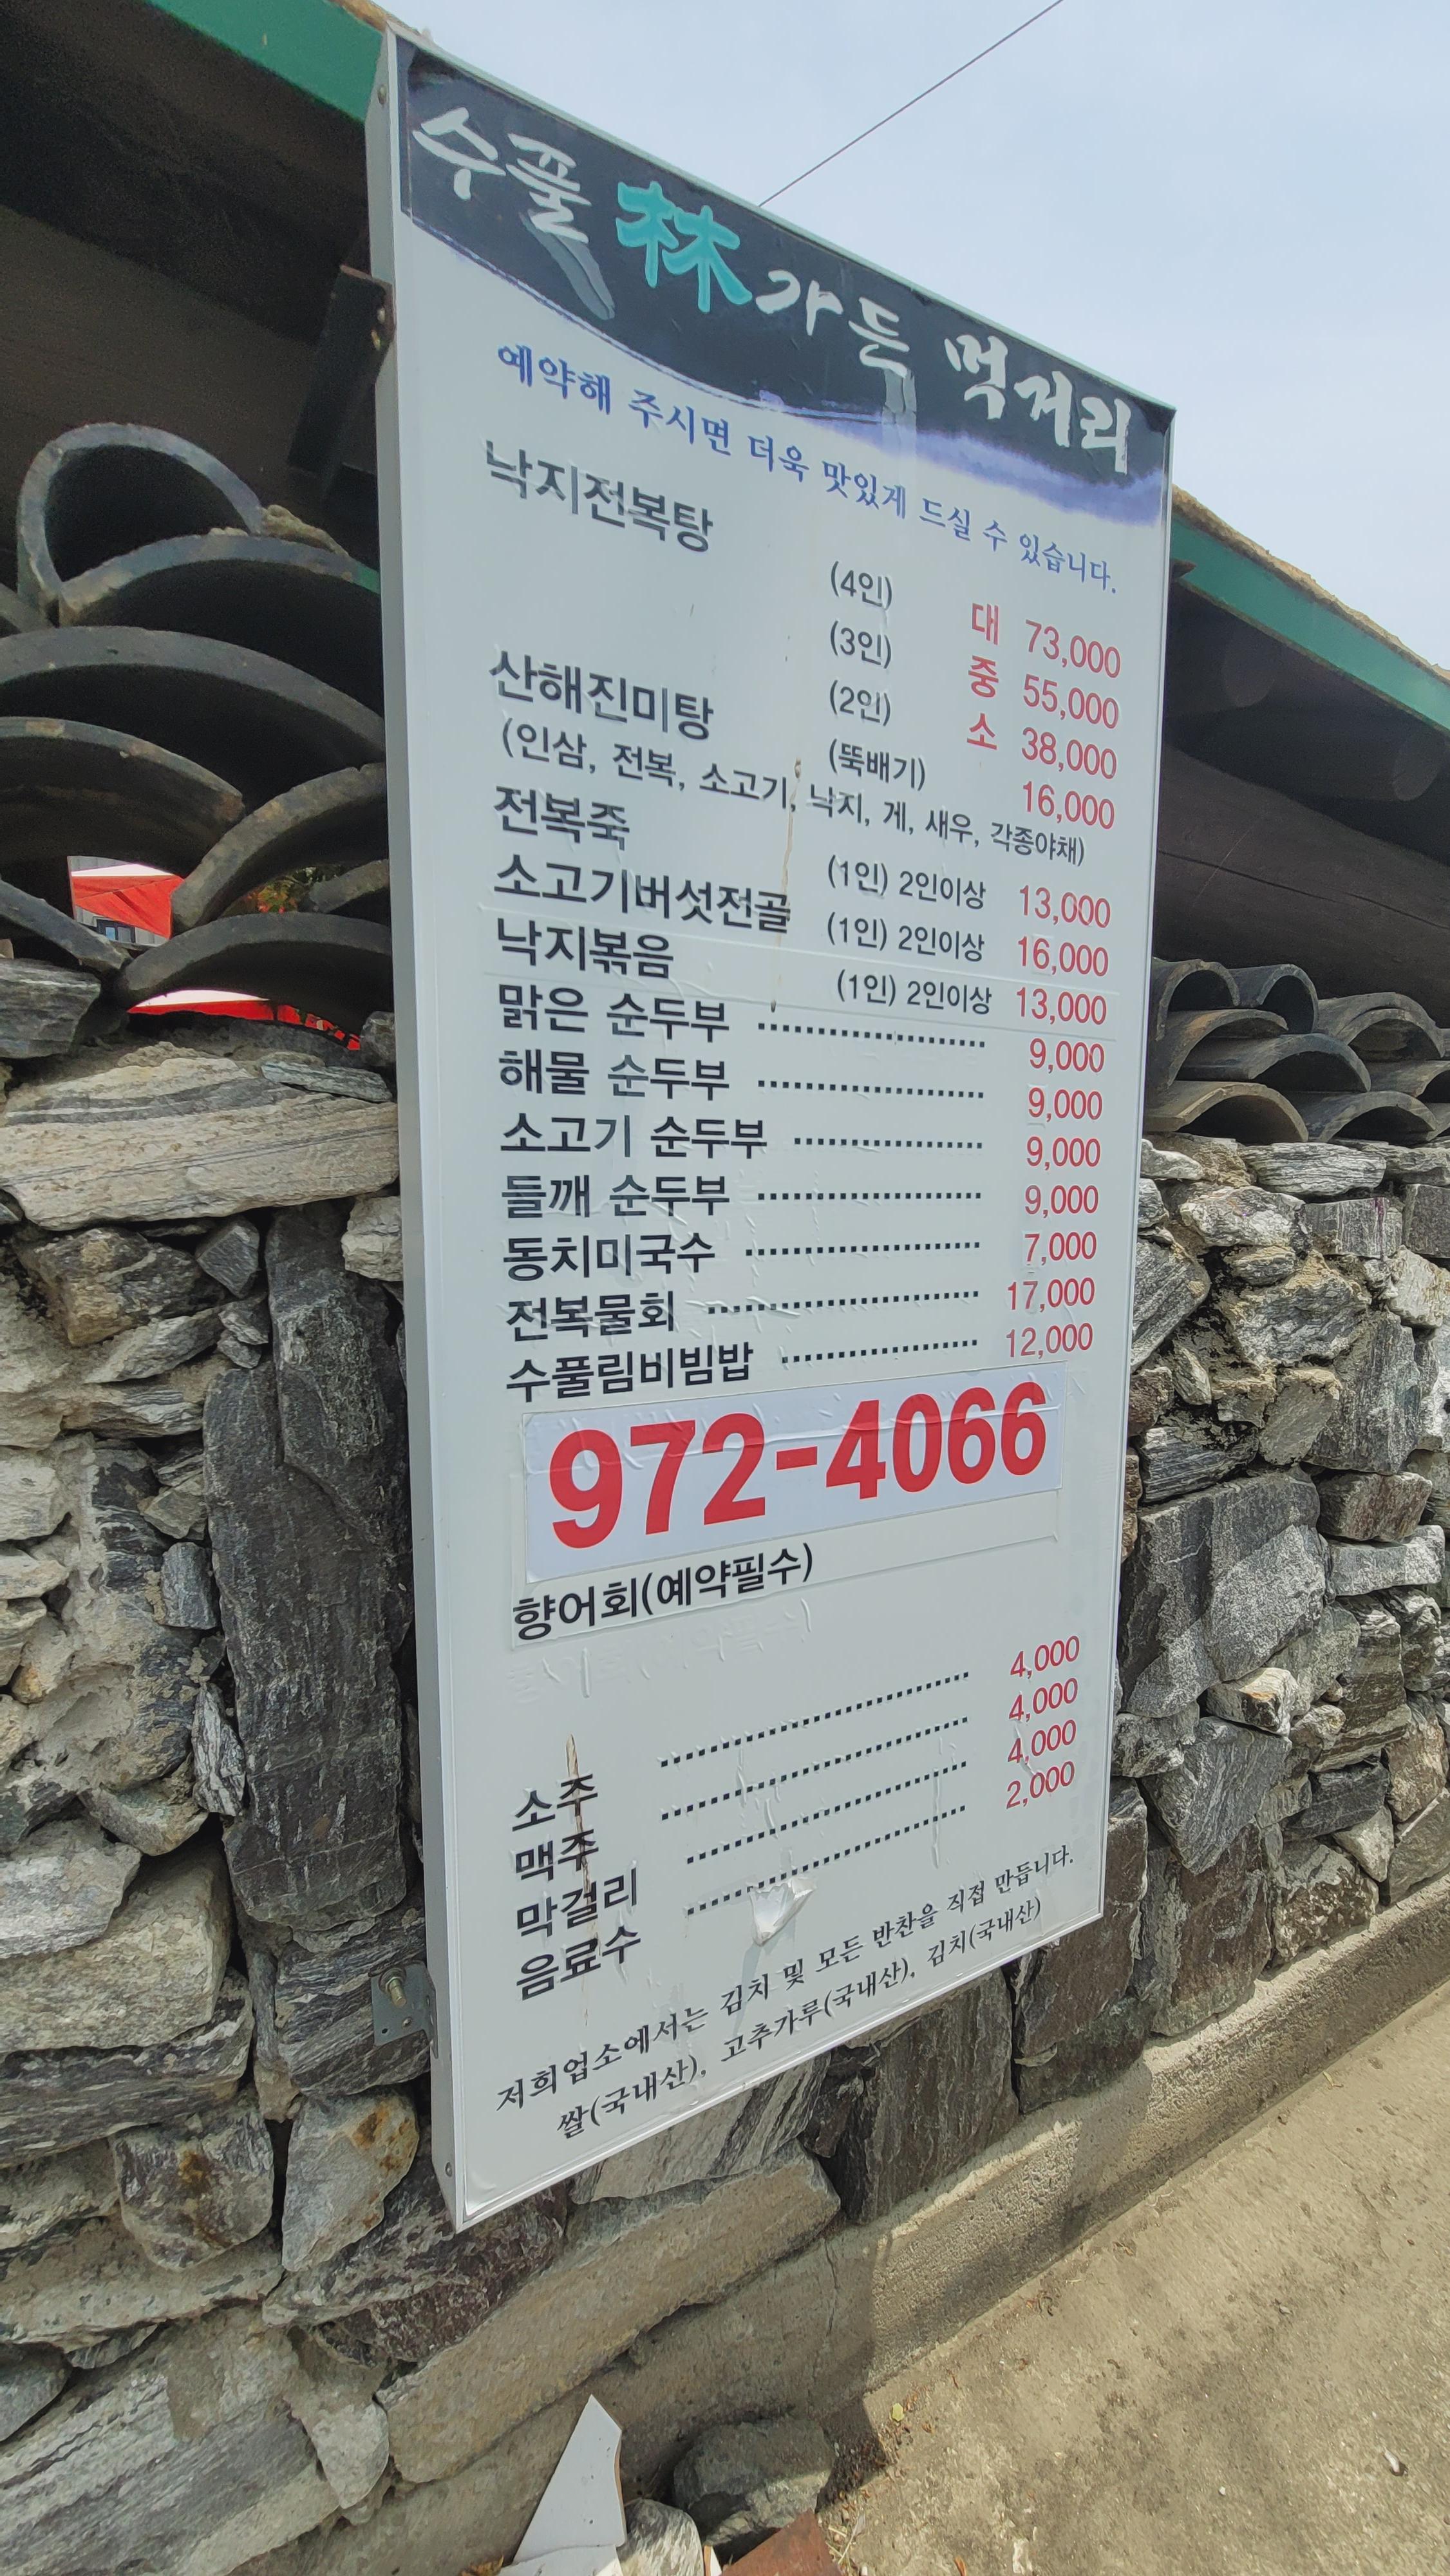 수풀 林 가든 먹거리
예약해 주시면 더욱 맛있게 드실 수 있습니다.
낙지전복탕 (4인) 대 73,000
(3인) 중 55,000
(2인) 소 38,000
산해진미탕 (뚝배기) 16,000
(인삼, 전복, 소고기, 낙지, 게, 새우, 각종야채)
전복죽 (1인) 2인이상 13,000
소고기버섯전골 (1인) 2인이상 16,000
낙지볶음 (1인) 2인이상 13,000
맑은 순두부 9,000
해물 순두부 9,000
소고기 순두부 9,000
들깨 순두부 9,000
동치미국수 7,000
전복물회 17,000
수풀림비빔밥 12,000
972-4066
향어회(예약필수)
소주 4,000
맥주 4,000
막걸리 4,000
음료수 2,000
저희업소에서는 김치 및 모든 반찬을 직접 만듭니다.
쌀(국내산), 고추가루(국내산), 김치(국내산)